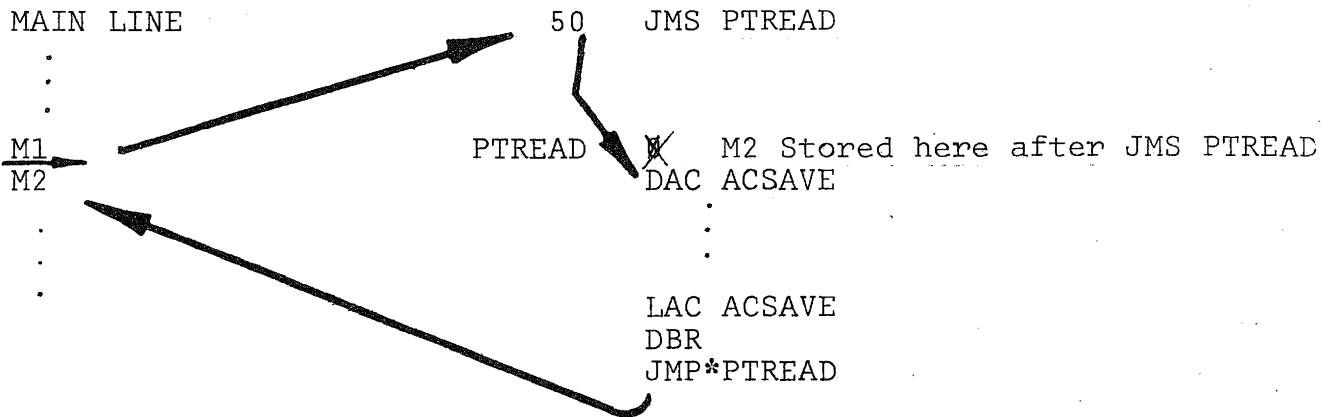 MAIN LINE 50 JMS PTREAD
M1 PTREAD 0 M2 Stored here after JMS PTREAD
M2 DAC ACSAVE
LAC ACSAVE
DBR
JMP*PTREAD